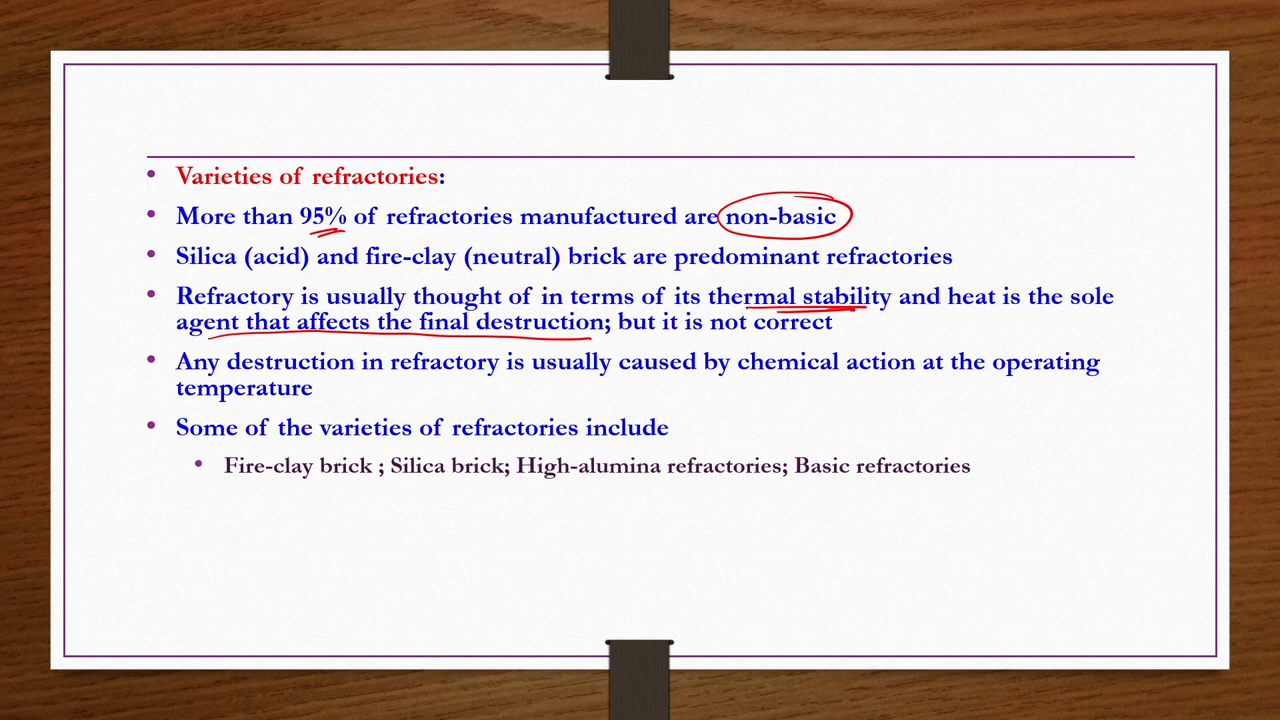 • Varieties of refractories:
• More than 95% of refractories manufactured are non-basic
• Silica (acid) and fire-clay (neutral) brick are predominant refractories
• Refractory is usually thought of in terms of its thermal stability and heat is the sole
agent that affects the final destruction; but it is not correct
• Any destruction in refractory is usually caused by chemical action at the operating
temperature
• Some of the varieties of refractories include
• Fire-clay brick ; Silica brick; High-alumina refractories; Basic refractories